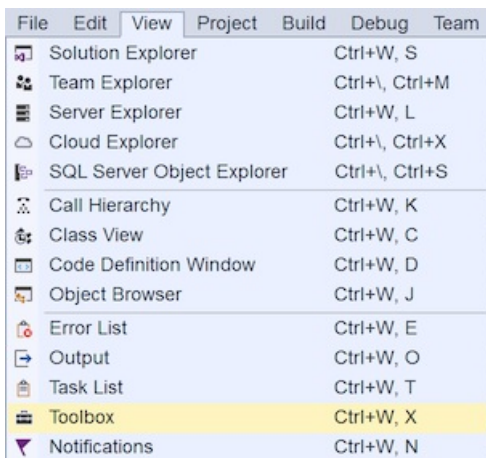 File Edit View Project Build Debug Team
Solution Explorer Ctrl+W, S
Team Explorer Ctrl+\, Ctrl+M
Server Explorer Ctrl+W, L
Cloud Explorer Ctrl+\, Ctrl+X
SQL Server Object Explorer Ctrl+\, Ctrl+S
Call Hierarchy Ctrl+W, K
Class View Ctrl+W, C
Code Definition Window Ctrl+W, D
Object Browser Ctrl+W, J
Error List Ctrl+W, E
Output Ctrl+W, O
Task List Ctrl+W, T
Toolbox Ctrl+W, X
Notifications Ctrl+W, N